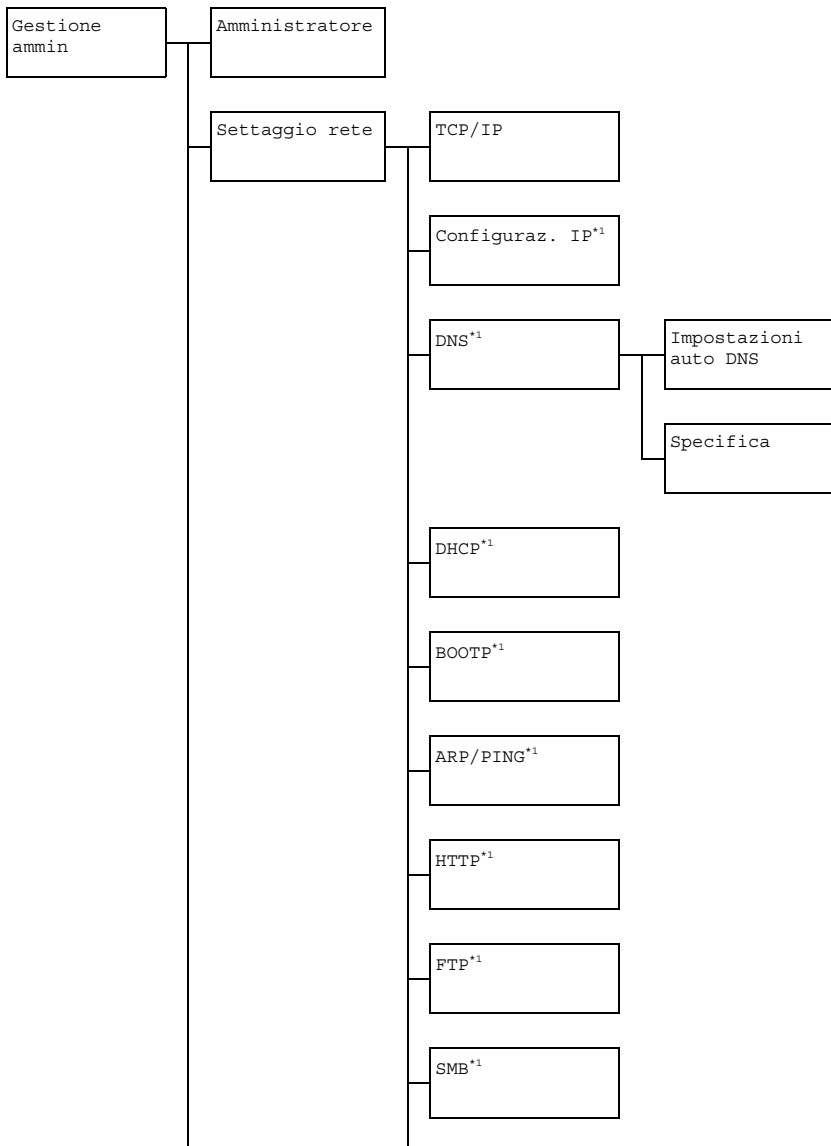 Gestione
ammin
Amministratore
Settaggio rete
TCP/IP
Configuraz. IP*1
DNS*1
Impostazioni
auto DNS
Specifica
DHCP*1
BOOTP*1
ARP/PING*1
HTTP*1
FTP*1
SMB*1